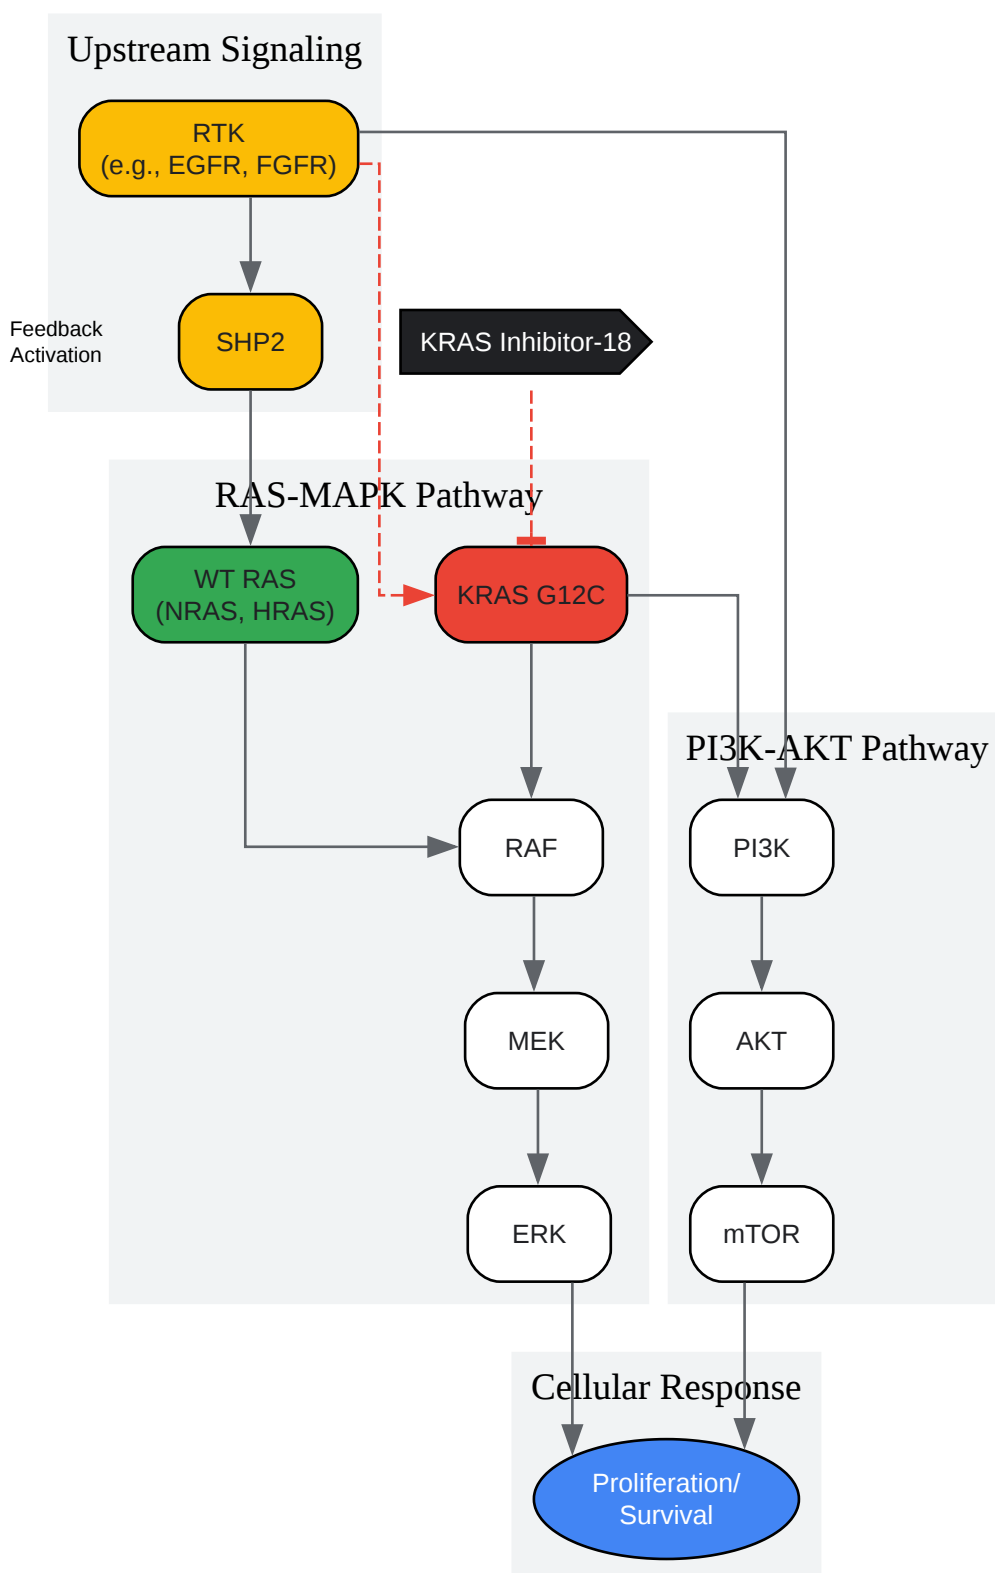 Upstream Signaling
RTK
(e.g., EGFR, FGFR)
Feedback
Activation
SHP2
KRAS Inhibitor-18
RAS-MAPK Pathway
WT RAS
(NRAS, HRAS)
KRAS G12C
PI3K-AKT Pathway
RAF
PI3K
MEK
AKT
ERK
mTOR
Cellular Response
Proliferation/
Survival